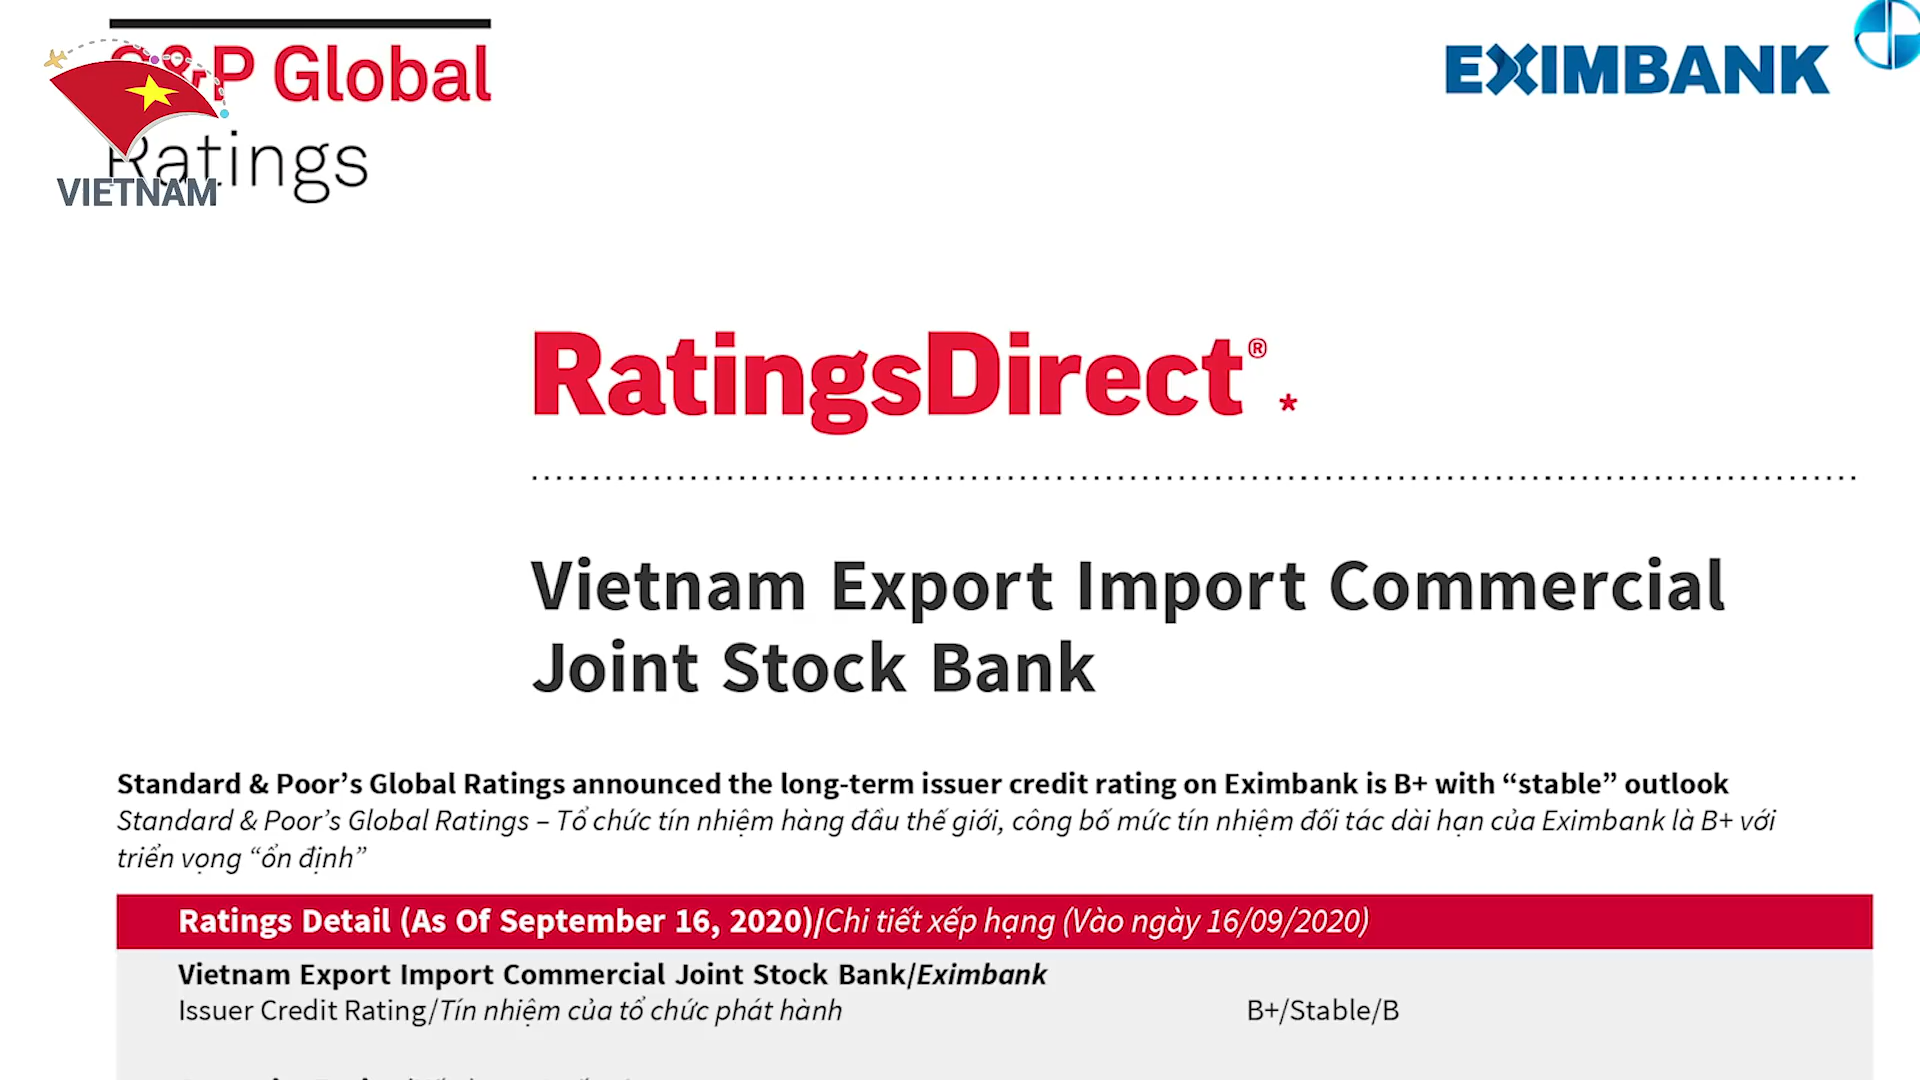 S&P Global
Ratings
VIETNAM
EXIMBANK
RatingsDirect® *
Vietnam Export Import Commercial
Joint Stock Bank
Standard & Poor’s Global Ratings announced the long-term issuer credit rating on Eximbank is B+ with “stable” outlook
Standard & Poor’s Global Ratings – Tổ chức tín nhiệm hàng đầu thế giới, công bố mức tín nhiệm đối tác dài hạn của Eximbank là B+ với
triển vọng “ổn định”
Ratings Detail (As Of September 16, 2020)/Chi tiết xếp hạng (Vào ngày 16/09/2020)
Vietnam Export Import Commercial Joint Stock Bank/Eximbank
Issuer Credit Rating/Tín nhiệm của tổ chức phát hành B+/Stable/B